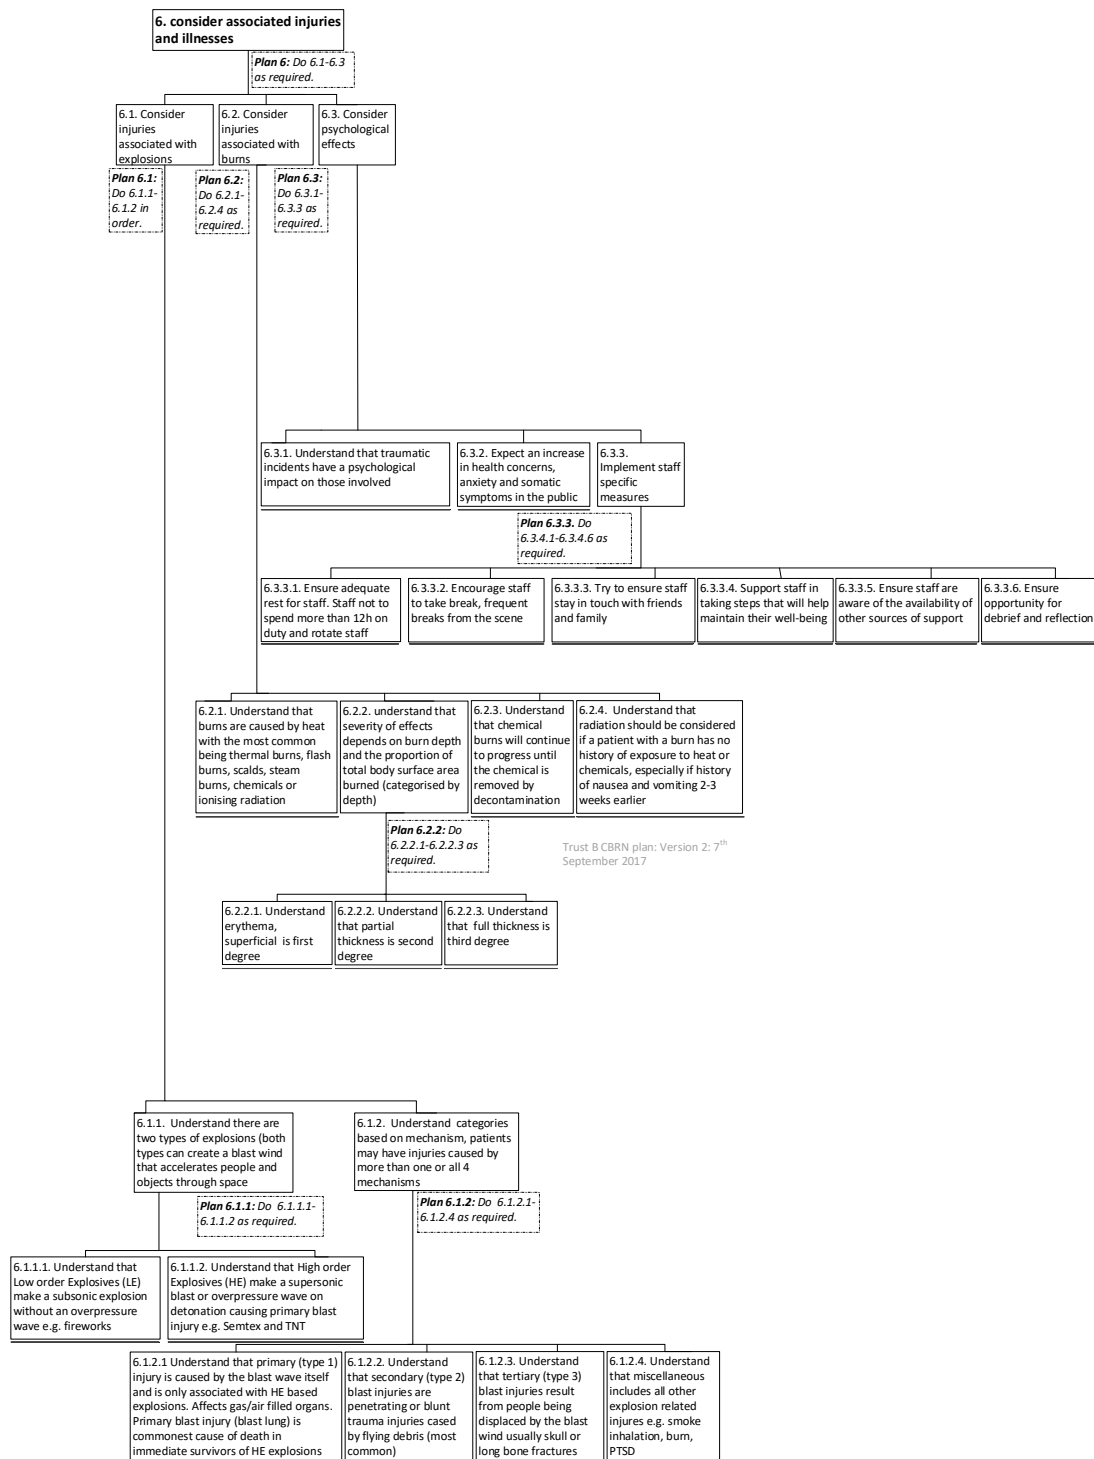 6. consider associated injuries
and illnesses
Plan 6: Do 6.1-6.3
as required.
6.1. Consider
injuries
associated with
explosions
6.2. Consider
injuries
associated with
burns
6.3. Consider
psychological
effects
Plan 6.1:
Do 6.1.1-
6.1.2 in
order.
Plan 6.2:
Do 6.2.1-
6.2.4 as
required.
Plan 6.3:
Do 6.3.1-
6.3.3 as
required.
6.3.1. Understand that traumatic
incidents have a psychological
impact on those involved
6.3.2. Expect an increase
in health concerns,
anxiety and somatic
symptoms in the public
6.3.3.
Implement staff
specific
measures
Plan 6.3.3. Do
6.3.4.1-6.3.4.6 as
required.
6.3.3.1. Ensure adequate
rest for staff. Staff not to
spend more than 12h on
duty and rotate staff
6.3.3.2. Encourage staff
to take break, frequent
breaks from the scene
6.3.3.3. Try to ensure staff
stay in touch with friends
and family
6.3.3.4. Support staff in
taking steps that will help
maintain their well-being
6.3.3.5. Ensure staff are
aware of the availability of
other sources of support
6.3.3.6. Ensure
opportunity for
debrief and reflection
6.2.1. Understand that
burns are caused by heat
with the most common
being thermal burns, flash
burns, scalds, steam
burns, chemicals or
ionising radiation
6.2.2. understand that
severity of effects
depends on burn depth
and the proportion of
total body surface area
burned (categorised by
depth)
6.2.3. Understand
that chemical
burns will continue
to progress until
the chemical is
removed by
decontamination
6.2.4. Understand that
radiation should be considered
if a patient with a burn has no
history of exposure to heat or
chemicals, especially if history
of nausea and vomiting 2-3
weeks earlier
Plan 6.2.2: Do
6.2.2.1-6.2.2.3 as
required.
Trust B CBRN plan: Version 2: 7th
September 2017
6.2.2.1. Understand
erythema,
superficial is first
degree
6.2.2.2. Understand
that partial
thickness is second
degree
6.2.2.3. Understand
that full thickness is
third degree
6.1.1. Understand there are
two types of explosions (both
types can create a blast wind
that accelerates people and
objects through space
6.1.2. Understand categories
based on mechanism, patients
may have injuries caused by
more than one or all 4
mechanisms
Plan 6.1.1: Do 6.1.1.1-
6.1.1.2 as required.
Plan 6.1.2: Do 6.1.2.1-
6.1.2.4 as required.
6.1.1.1. Understand that
Low order Explosives (LE)
make a subsonic explosion
without an overpressure
wave e.g. fireworks
6.1.1.2. Understand that High order
Explosives (HE) make a supersonic
blast or overpressure wave on
detonation causing primary blast
injury e.g. Semtex and TNT
6.1.2.1 Understand that primary (type 1)
injury is caused by the blast wave itself
and is only associated with HE based
explosions. Affects gas/air filled organs.
Primary blast injury (blast lung) is
commonest cause of death in
immediate survivors of HE explosions
6.1.2.2. Understand
that secondary (type 2)
blast injuries are
penetrating or blunt
trauma injuries cased
by flying debris (most
common)
6.1.2.3. Understand
that tertiary (type 3)
blast injuries result
from people being
displaced by the blast
wind usually skull or
long bone fractures
6.1.2.4. Understand
that miscellaneous
includes all other
explosion related
injures e.g. smoke
inhalation, burn,
PTSD